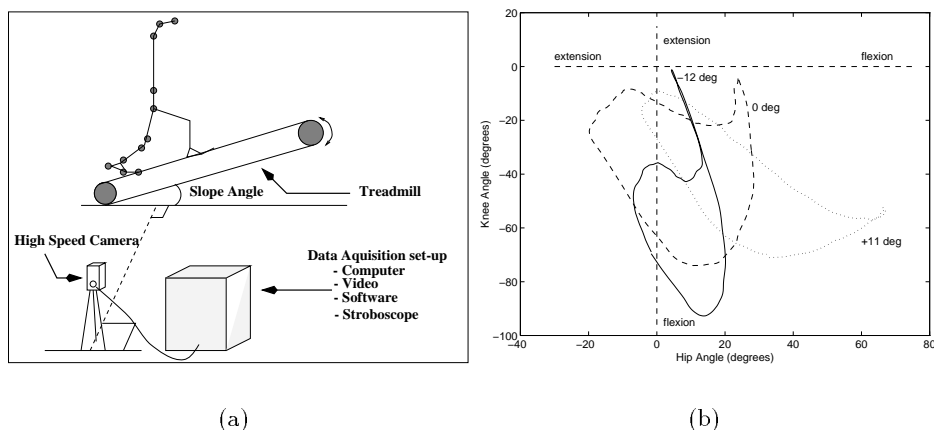 Slope Angle
Treadmill
High Speed Camera
Data Aquisition set-up
- Computer
- Video
- Software
- Stroboscope
(a)
20
0
−20
−40
−60
−80
−100
−40
−20
0
20
40
60
80
Knee Angle (degrees)
Hip Angle (degrees)
extension
extension
flexion
−12 deg
0 deg
+11 deg
flexion
(b)